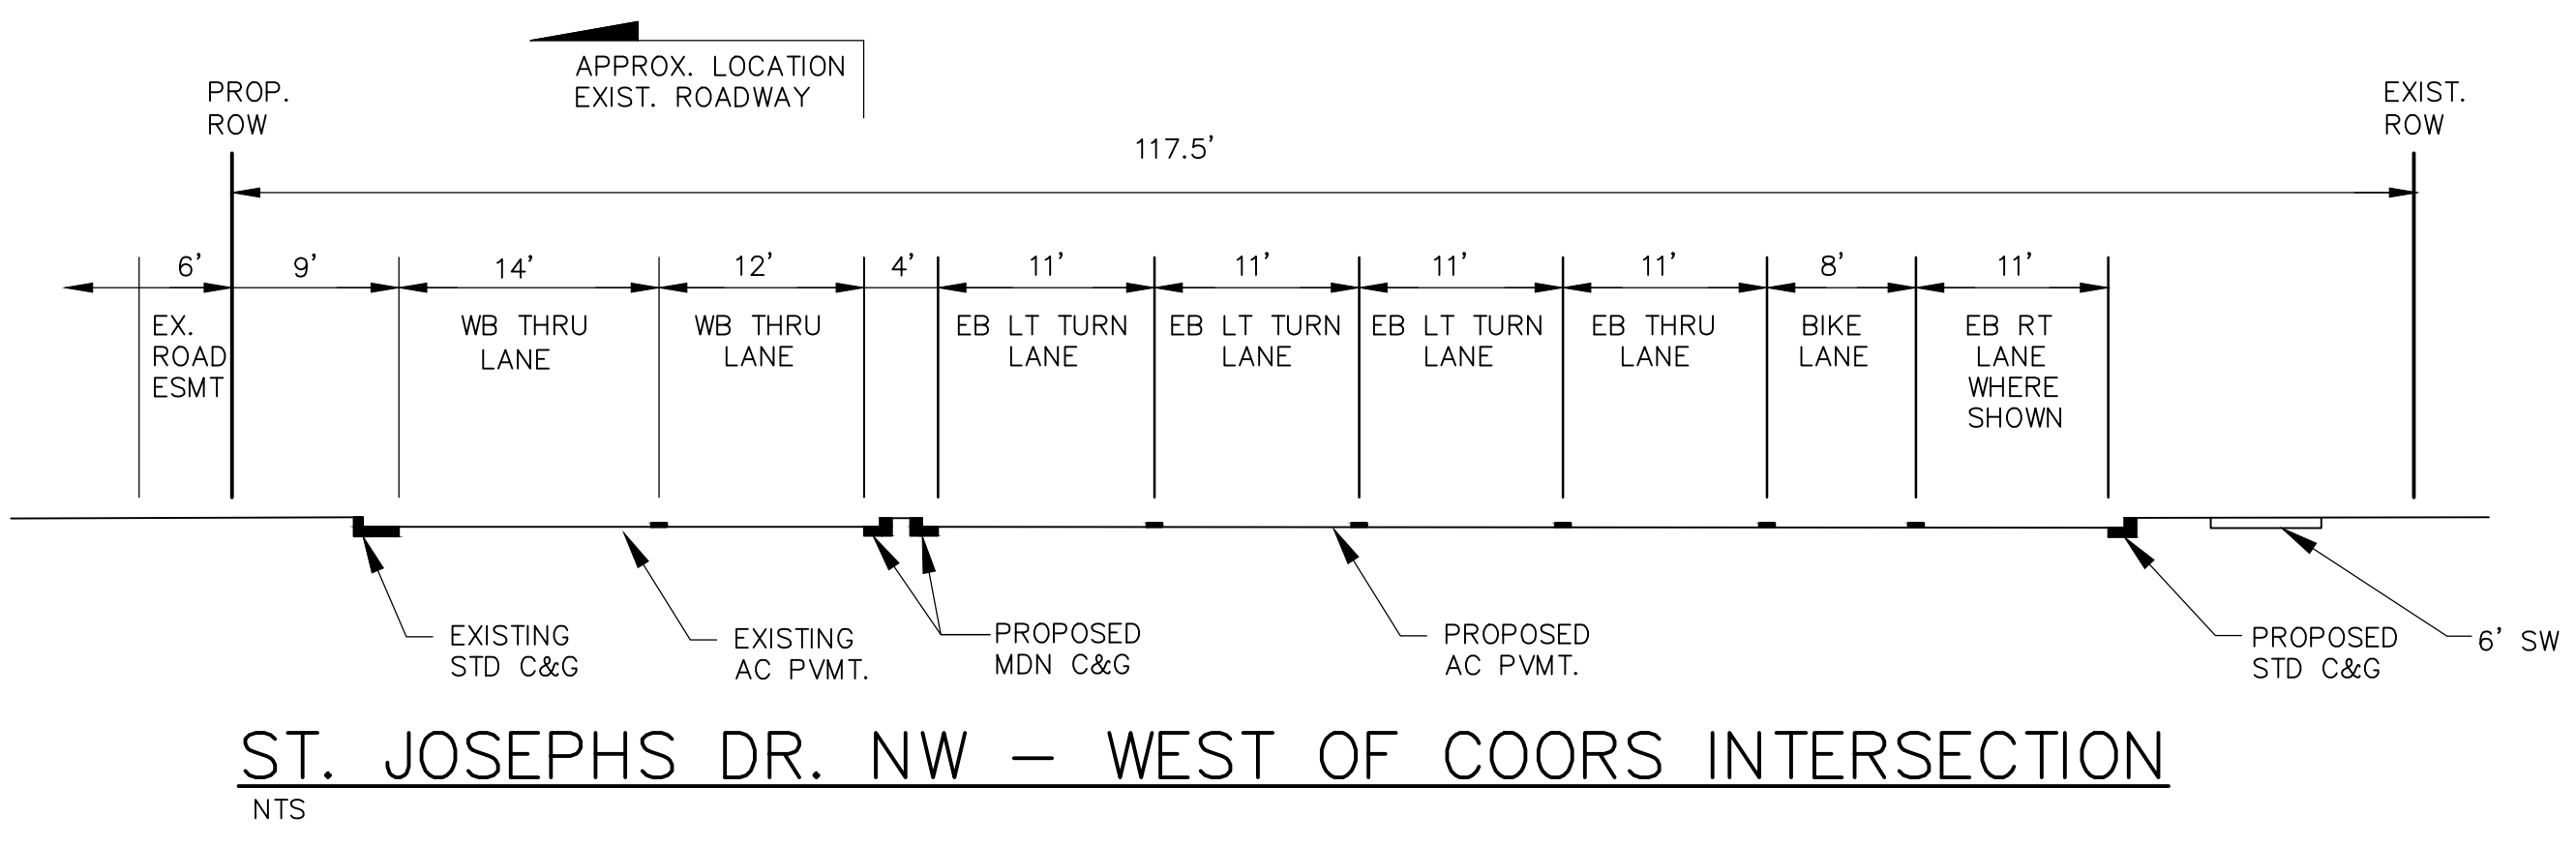 APPROX. LOCATION
EXIST. ROADWAY
PROP.
ROW
EXIST.
ROW
117.5'
6'
9'
14'
12'
4'
11'
11'
11'
11'
8'
11'
EX.
ROAD
ESMT
WB THRU
LANE
WB THRU
LANE
EB LT TURN
LANE
EB LT TURN
LANE
EB LT TURN
LANE
EB THRU
LANE
BIKE
LANE
EB RT
LANE
WHERE
SHOWN
EXISTING
STD C&G
EXISTING
AC PVMT.
PROPOSED
MDN C&G
PROPOSED
AC PVMT.
PROPOSED
STD C&G
6' SW
ST. JOSEPHS DR. NW – WEST OF COORS INTERSECTION
NTS